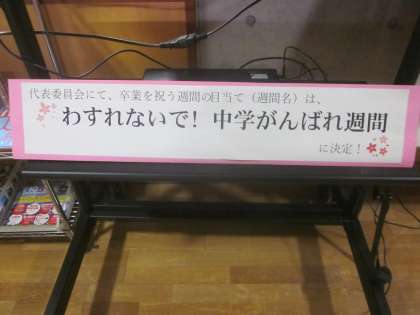 代表委員会にて、卒業を祝う週間の目当て（週間名）は、
わすれないで！ 中学がんばれ週間
に決定！